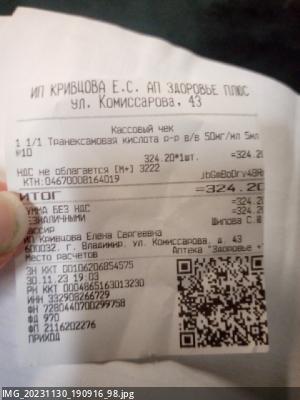 ИП КРИВЦОВА Е.С. АП ЗДОРОВЬЕ ПЛЮС
ул. Комиссарова, 43
Кассовый чек
1 1/1 Транексамовая кислота р-р в/в 50мг/мл 5мл
№10
324.20*1шт. =324.20
НДС не облагается [М+] 3222
КТН:04670008164019
ИТОГ =324.20
СУММА БЕЗ НДС =324.20
БЕЗНАЛИЧНЫМИ =324.20
Кассир Шилова С.Ю
ИП Кривцова Елена Сергеевна
600032, г. Владимир, ул. Комиссарова, д. 43
Место расчетов Аптека "Здоровье +"
ЗН ККТ 00106206854575
30.11.23 19:03
РН ККТ 0004865163013230
ИНН 332908266729
ФН 7280440700299758
ФД 970
ФП 2116202276
ПРИХОД
IMG_20231130_190916_98.jpg